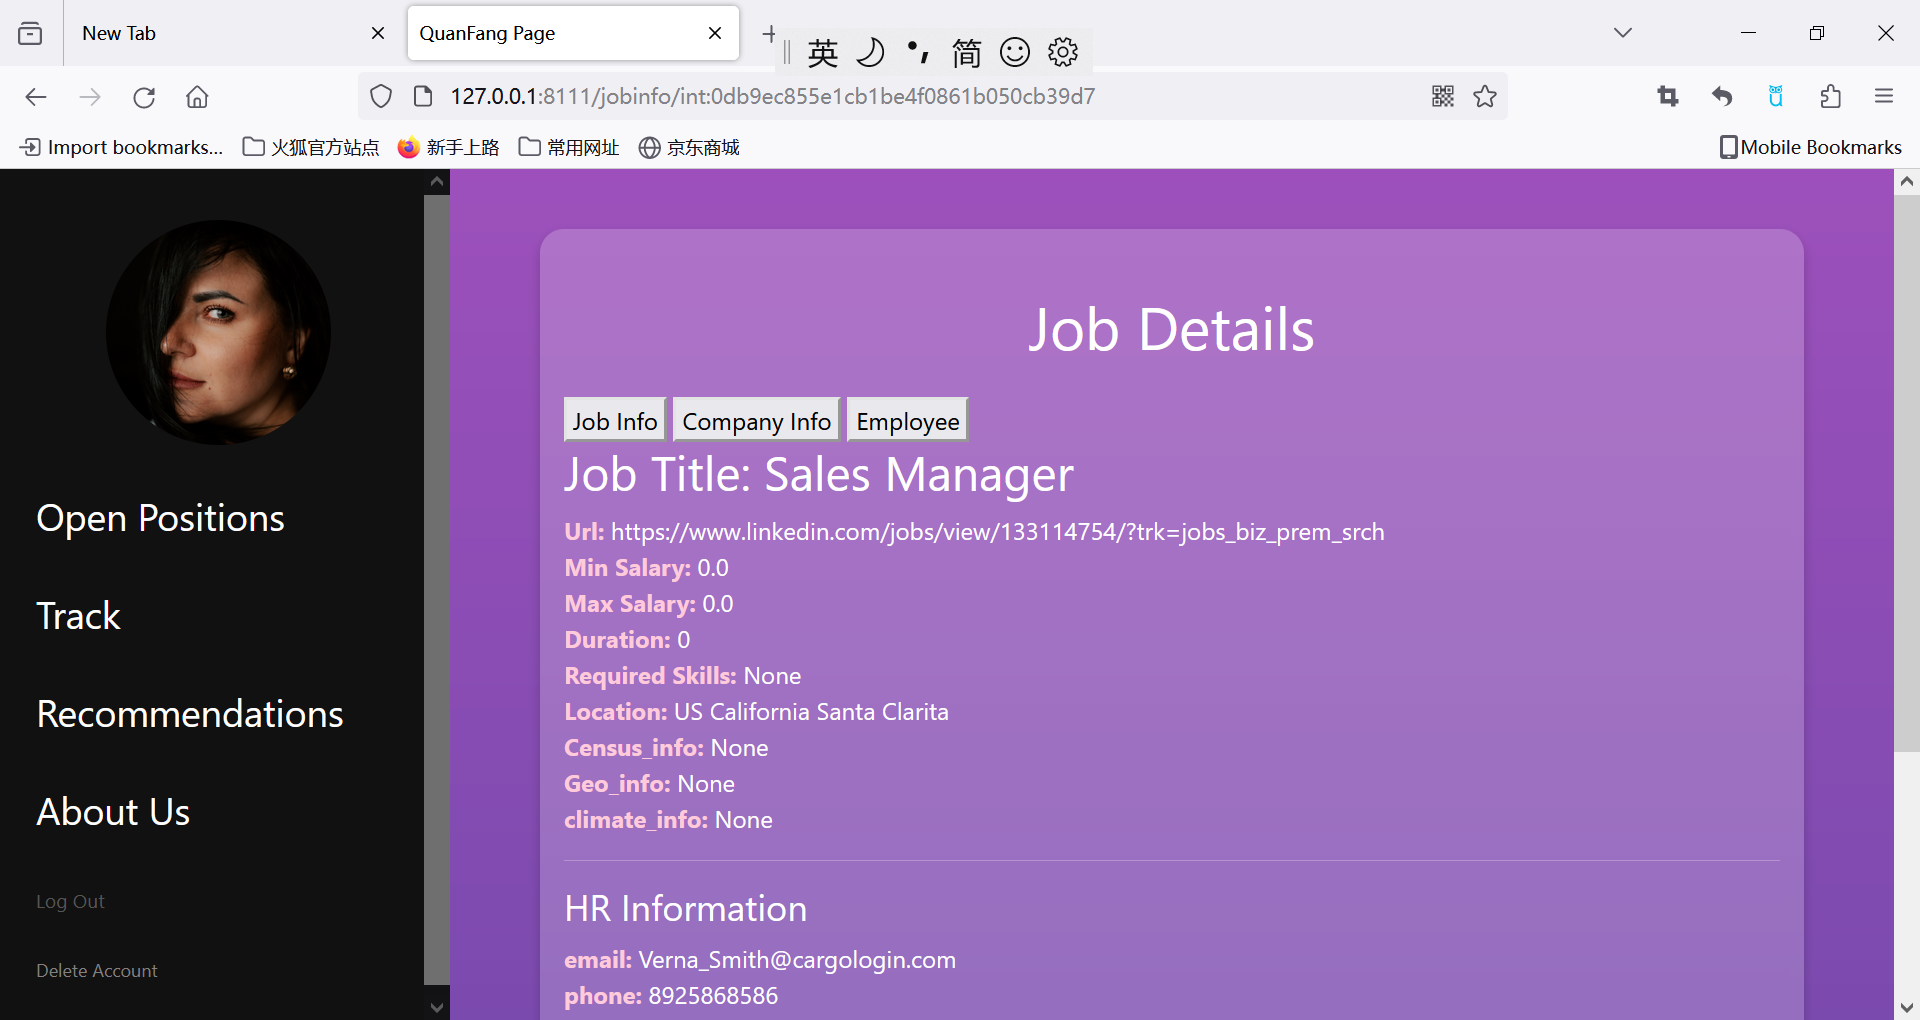 New Tab
QuanFang Page
英 简
127.0.0.1:8111/jobinfo/int:0db9ec855e1cb1be4f0861b050cb39d7
Import bookmarks... 火狐官方站点 新手上路 常用网址 京东商城 Mobile Bookmarks
Open Positions
Track
Recommendations
About Us
Log Out
Delete Account
Job Details
Job Info Company Info Employee
Job Title: Sales Manager
Url: https://www.linkedin.com/jobs/view/133114754/?trk=jobs_biz_prem_srch
Min Salary: 0.0
Max Salary: 0.0
Duration: 0
Required Skills: None
Location: US California Santa Clarita
Census_info: None
Geo_info: None
climate_info: None
HR Information
email: Verna_Smith@cargologin.com
phone: 8925868586